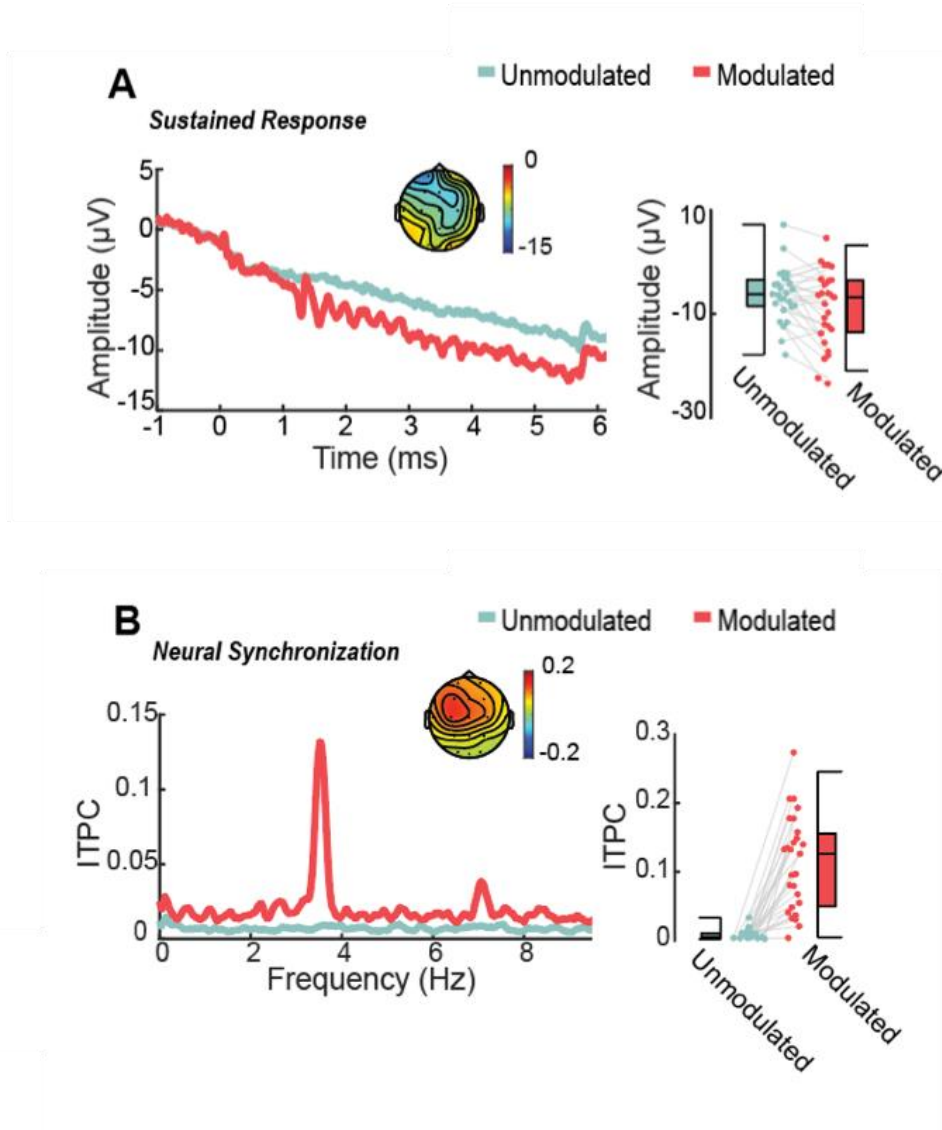 A
Unmodulated Modulated
Sustained Response
5
0
-5
-10
-15
Amplitude (µV)
-1 0 1 2 3 4 5 6
Time (ms)
0
-15
10
-10
-30
Amplitude (µV)
Unmodulated
Modulated
B
Unmodulated Modulated
Neural Synchronization
0.15
0.1
0.05
0
ITPC
0 2 4 6 8
Frequency (Hz)
0.2
-0.2
0.3
0.2
0.1
0
ITPC
Unmodulated
Modulated